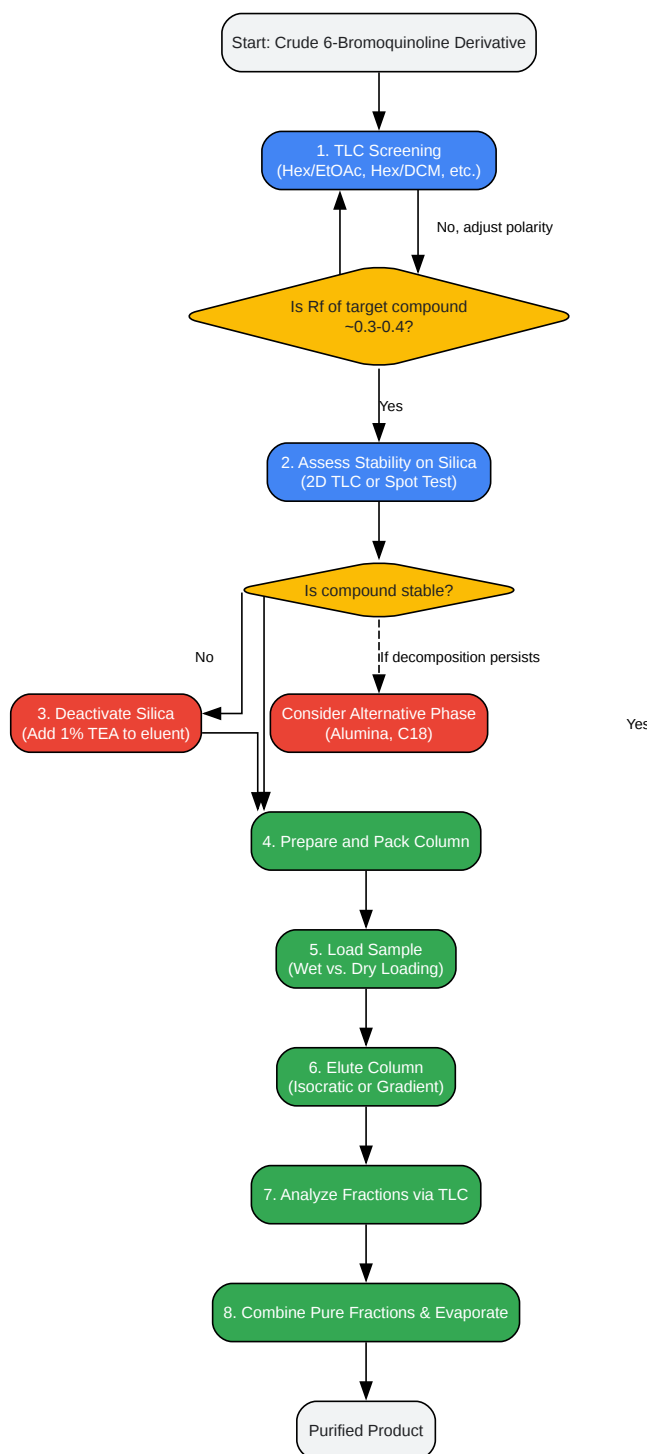 Start: Crude 6-Bromoquinoline Derivative
1. TLC Screening
(Hex/EtOAc, Hex/DCM, etc.)
No, adjust polarity
Is Rf of target compound
~0.3-0.4?
Yes
2. Assess Stability on Silica
(2D TLC or Spot Test)
Is compound stable?
No
If decomposition persists
3. Deactivate Silica
(Add 1% TEA to eluent)
Consider Alternative Phase
(Alumina, C18)
Yes
4. Prepare and Pack Column
5. Load Sample
(Wet vs. Dry Loading)
6. Elute Column
(Isocratic or Gradient)
7. Analyze Fractions via TLC
8. Combine Pure Fractions & Evaporate
Purified Product